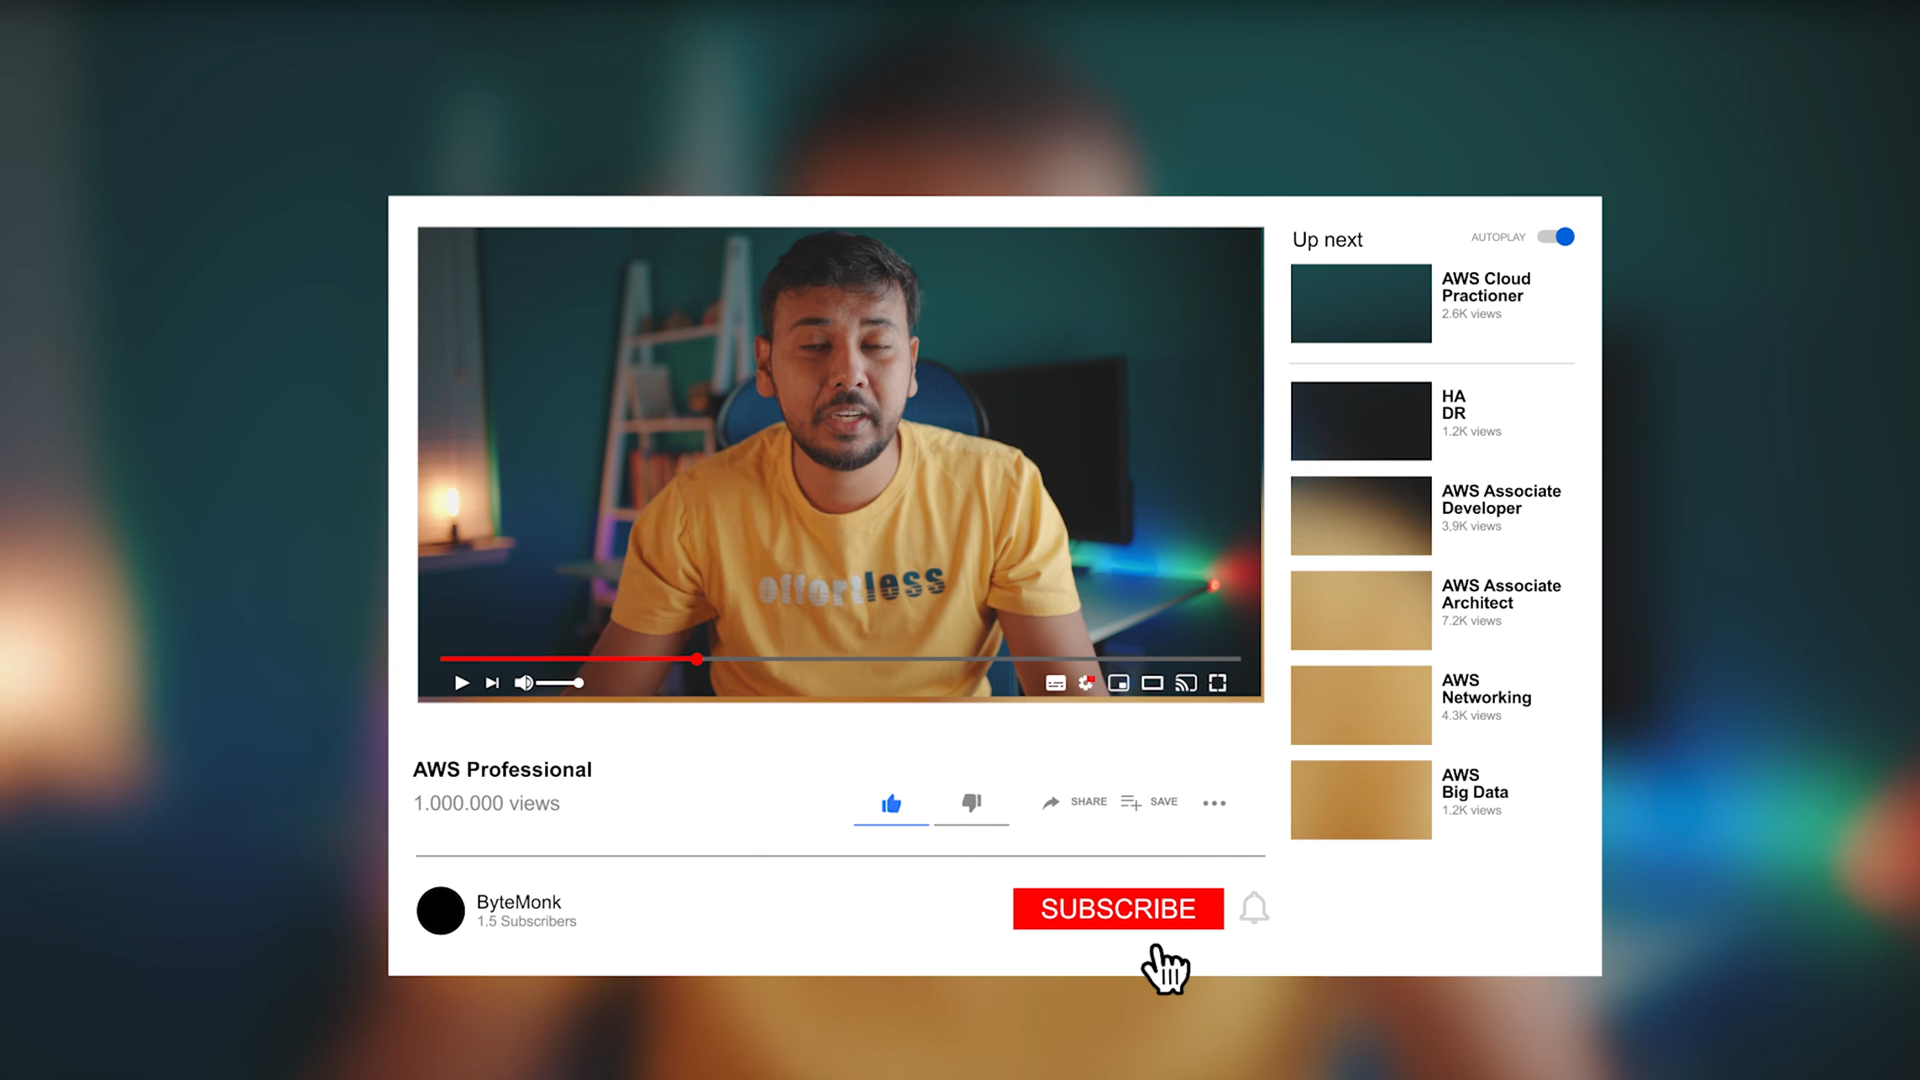 effortless
AWS Professional
1.000.000 views
SHARE
SAVE
ByteMonk
1.5 Subscribers
SUBSCRIBE
Up next
AUTOPLAY
AWS Cloud
Practioner
2.6K views
HA
DR
1.2K views
AWS Associate
Developer
3,9K views
AWS Associate
Architect
7.2K views
AWS
Networking
4.3K views
AWS
Big Data
1.2K views